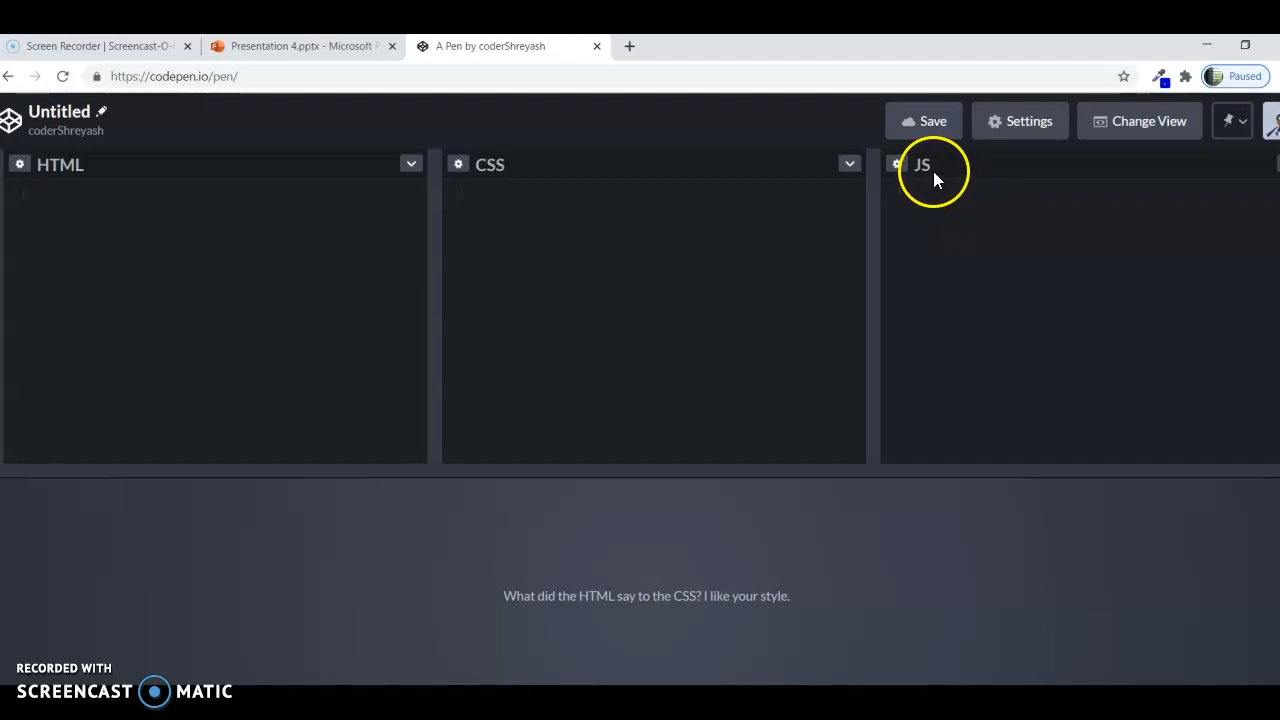 Screen Recorder | Screencast-O-
Presentation 4.pptx - Microsoft P
A Pen by coderShreyash
https://codepen.io/pen/
Paused
Untitled
coderShreyash
Save
Settings
Change View
HTML
CSS
JS
What did the HTML say to the CSS? I like your style.
RECORDED WITH
SCREENCAST MATIC